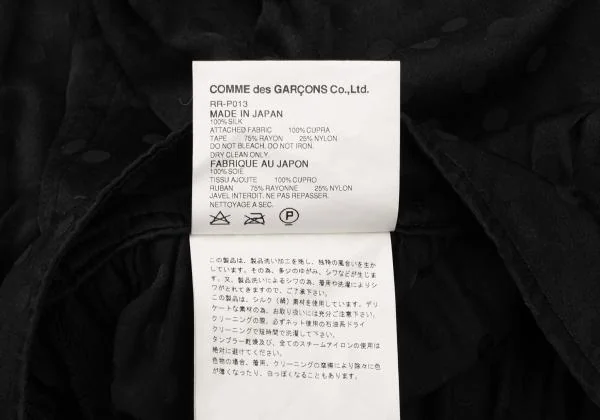 COMME des GARÇONS Co.,Ltd.
RR-P013
MADE IN JAPAN
100%SILK
ATTACHED FABRIC 100%CUPRA
TAPE 75%RAYON 25%NYLON
DO NOT BLEACH. DO NOT IRON.
DRY CLEAN ONLY.
FABRIQUE AU JAPON
100%SOIE
TISSU AJOUTE 100%CUPRO
RUBAN 75%RAYONNE 25%NYLON
JAVEL INTERDIT. NE PAS REPASSER.
NETTOYAGE A SEC.
P
この製品は、製品洗い加工を施し、独特の風合いを生か
しています。その為、多少のゆがみ、シワなどが生じま
す。又、製品洗いによるシワの為、着用や洗濯によりシ
ワがとれてきますので、ご了承下さい。
この製品は、シルク(絹)素材を使用しています。デリ
ケートな素材の為、お取り扱いには充分ご注意下さい。
クリーニングの際、必ずネット使用の石油系ドライ
クリーニングで短時間で洗濯して下さい。
タンブラー乾燥及び、全てのスチームアイロンの使用は
絶対に避けてください。
色物の場合、着用、クリーニングの摩擦により除々に色
が薄くなったり、白っぽくなることもあります。